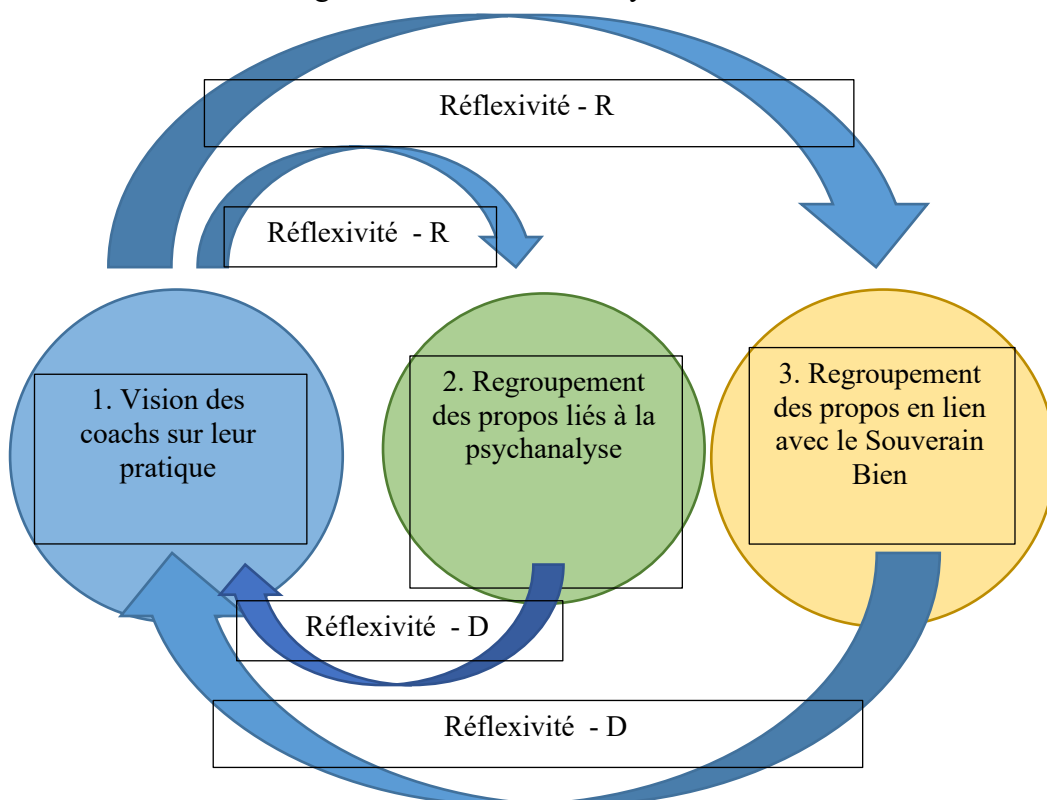 Réflexivité - R
Réflexivité - R
1. Vision des
coachs sur leur
pratique
2. Regroupement
des propos liés à la
psychanalyse
3. Regroupement
des propos en lien
avec le Souverain
Bien
Réflexivité - D
Réflexivité - D